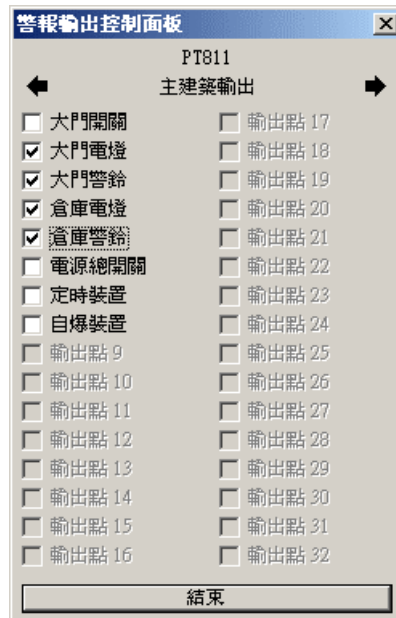 警報輸出控制面板
PT811
主建築輸出
大門開關
大門電燈
大門警鈴
倉庫電燈
倉庫警鈴
電源總開關
定時裝置
自爆裝置
輸出點 9
輸出點 10
輸出點 11
輸出點 12
輸出點 13
輸出點 14
輸出點 15
輸出點 16
輸出點 17
輸出點 18
輸出點 19
輸出點 20
輸出點 21
輸出點 22
輸出點 23
輸出點 24
輸出點 25
輸出點 26
輸出點 27
輸出點 28
輸出點 29
輸出點 30
輸出點 31
輸出點 32
結束